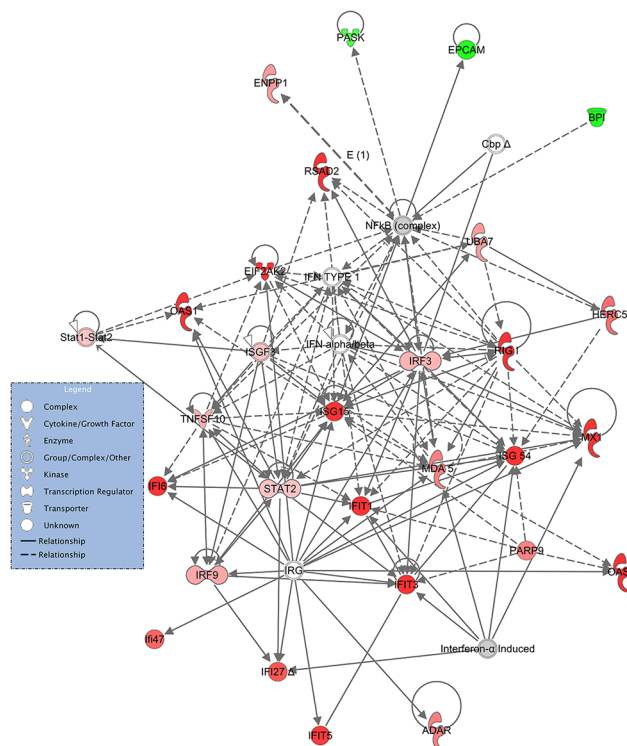 PASK
EPCAM
ENPP1
BPI
Cbp Δ
E (1)
RSAD2
NFkB (complex)
UBA7
EIF2AK2
IFN TYPE 1
OAS1
HERC5
Stat1-Stat2
ISGF3
IFN alpha/beta
IRF3
RIG1
TNFSF10
ISG15
MX1
MDA 5
ISG 54
IFI6
STAT2
IFIT1
PARP9
IRF9
IRG
IFIT3
OAS
Ifi47
Interferon-α Induced
IFI27 Δ
IFIT5
ADAR
Legend
Complex
Cytokine/Growth Factor
Enzyme
Group/Complex/Other
Kinase
Transcription Regulator
Transporter
Unknown
Relationship
Relationship